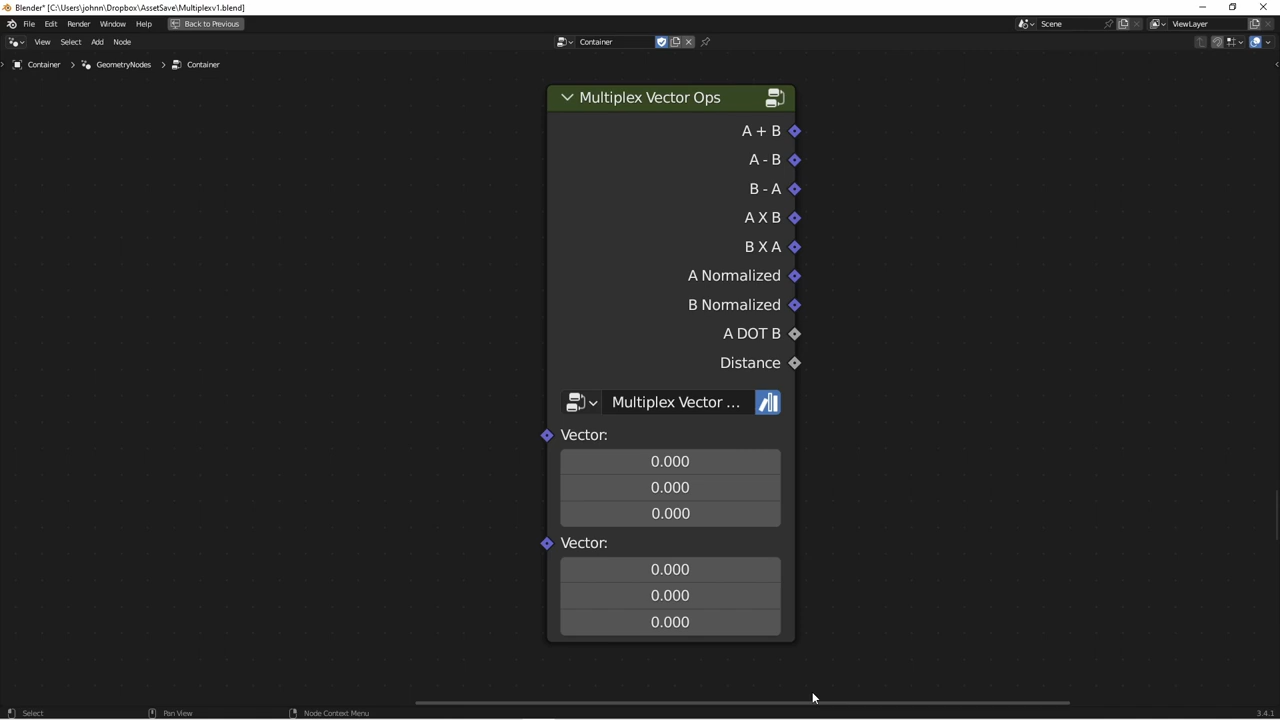 Blender* [C:\Users\johnn\Dropbox\AssetSave\Multiplexv1.blend]
File Edit Render Window Help Back to Previous Scene ViewLayer
View Select Add Node Container
Container GeometryNodes Container
Multiplex Vector Ops
A + B
A - B
B - A
A X B
B X A
A Normalized
B Normalized
A DOT B
Distance
Multiplex Vector ...
Vector:
0.000
0.000
0.000
Vector:
0.000
0.000
0.000
Select Pan View Node Context Menu 3.4.1